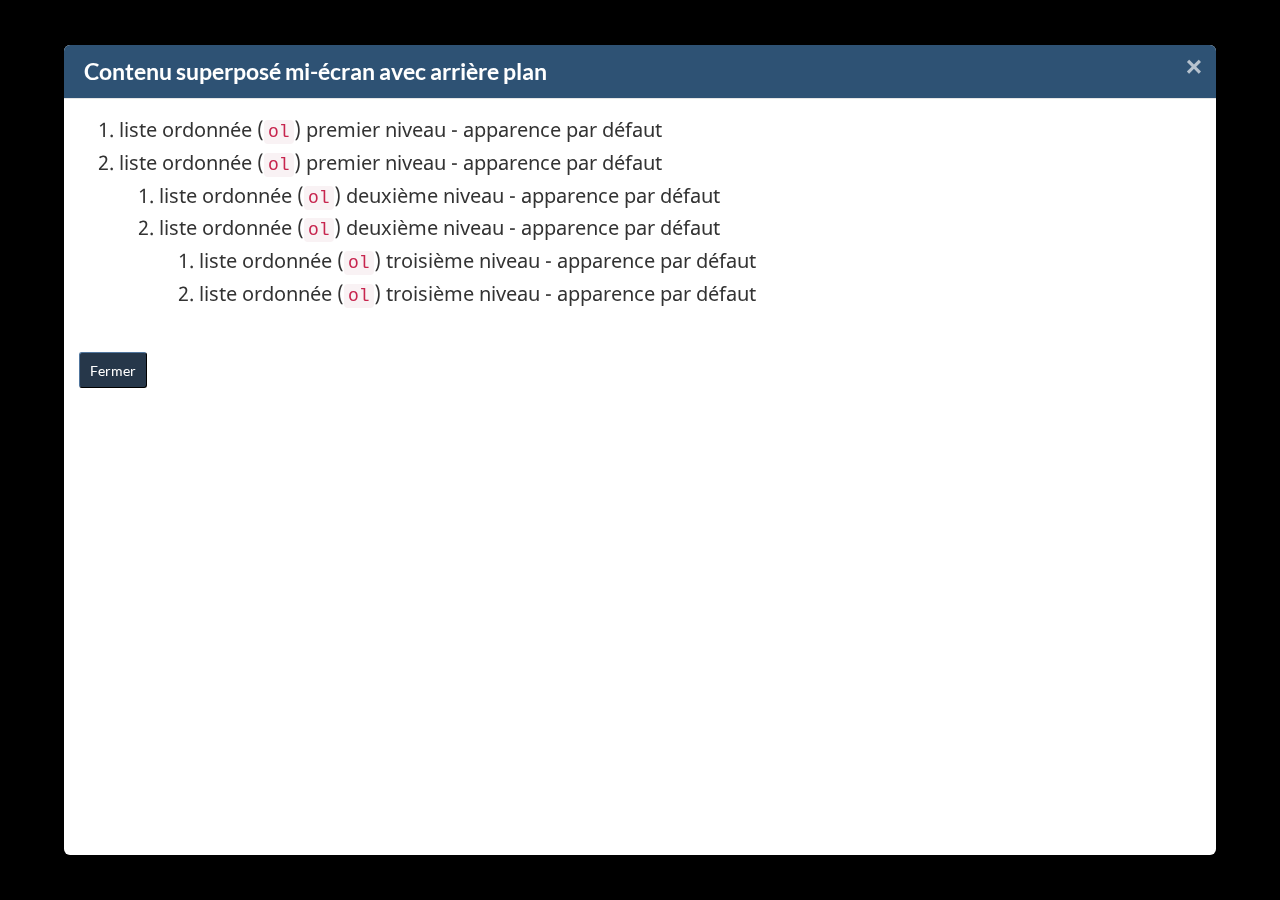 Contenu superposé mi-écran avec arrière plan
×
1. liste ordonnée (ol) premier niveau - apparence par défaut
2. liste ordonnée (ol) premier niveau - apparence par défaut
1. liste ordonnée (ol) deuxième niveau - apparence par défaut
2. liste ordonnée (ol) deuxième niveau - apparence par défaut
1. liste ordonnée (ol) troisième niveau - apparence par défaut
2. liste ordonnée (ol) troisième niveau - apparence par défaut
Fermer